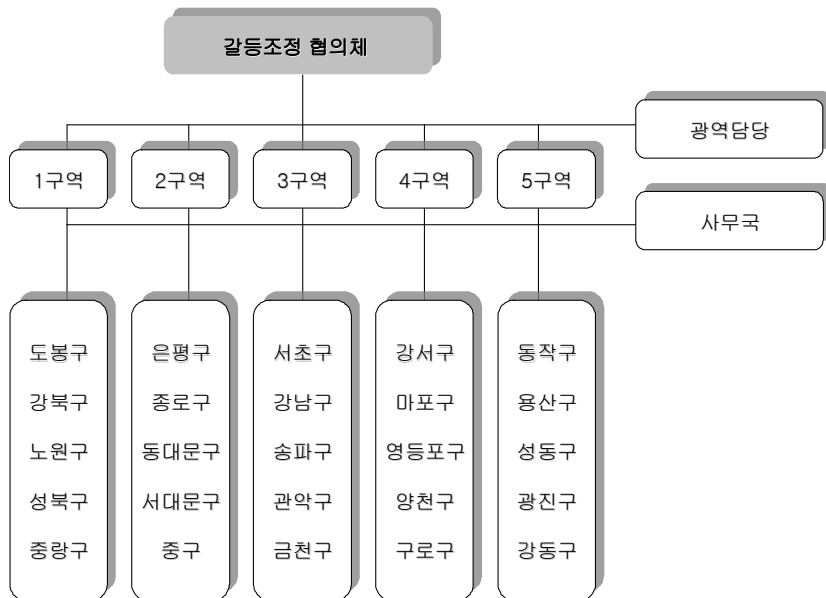 갈등조정 협의체
광역담당
1구역
2구역
3구역
4구역
5구역
사무국
도봉구
강북구
노원구
성북구
중랑구
은평구
종로구
동대문구
서대문구
중구
서초구
강남구
송파구
관악구
금천구
강서구
마포구
영등포구
양천구
구로구
동작구
용산구
성동구
광진구
강동구